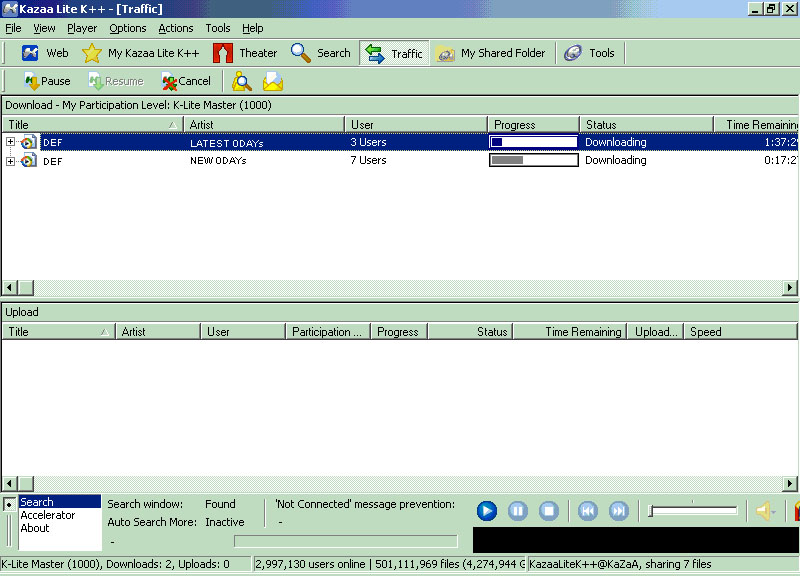 Kazaa Lite K++ - [Traffic]
File View Player Options Actions Tools Help
Web My Kazaa Lite K++ Theater Search Traffic My Shared Folder Tools
Pause Resume Cancel
Download - My Participation Level: K-Lite Master (1000)
Title Artist User Progress Status Time Remaining
DEF LATEST 0DAYs 3 Users Downloading 1:37:2
DEF NEW 0DAYs 7 Users Downloading 0:17:2
Upload
Title Artist User Participation ... Progress Status Time Remaining Upload... Speed
Search
Accelerator
About
Search window: Found 'Not Connected' message prevention:
Auto Search More: Inactive -
-
K-Lite Master (1000), Downloads: 2, Uploads: 0 2,997,130 users online | 501,111,969 files (4,274,944 G KazaaLiteK++@KaZaA, sharing 7 files